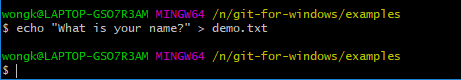 wongk@LAPTOP-GSO7R3AM MINGW64 /n/git-for-windows/examples
$ echo "What is your name?" > demo.txt
wongk@LAPTOP-GSO7R3AM MINGW64 /n/git-for-windows/examples
$